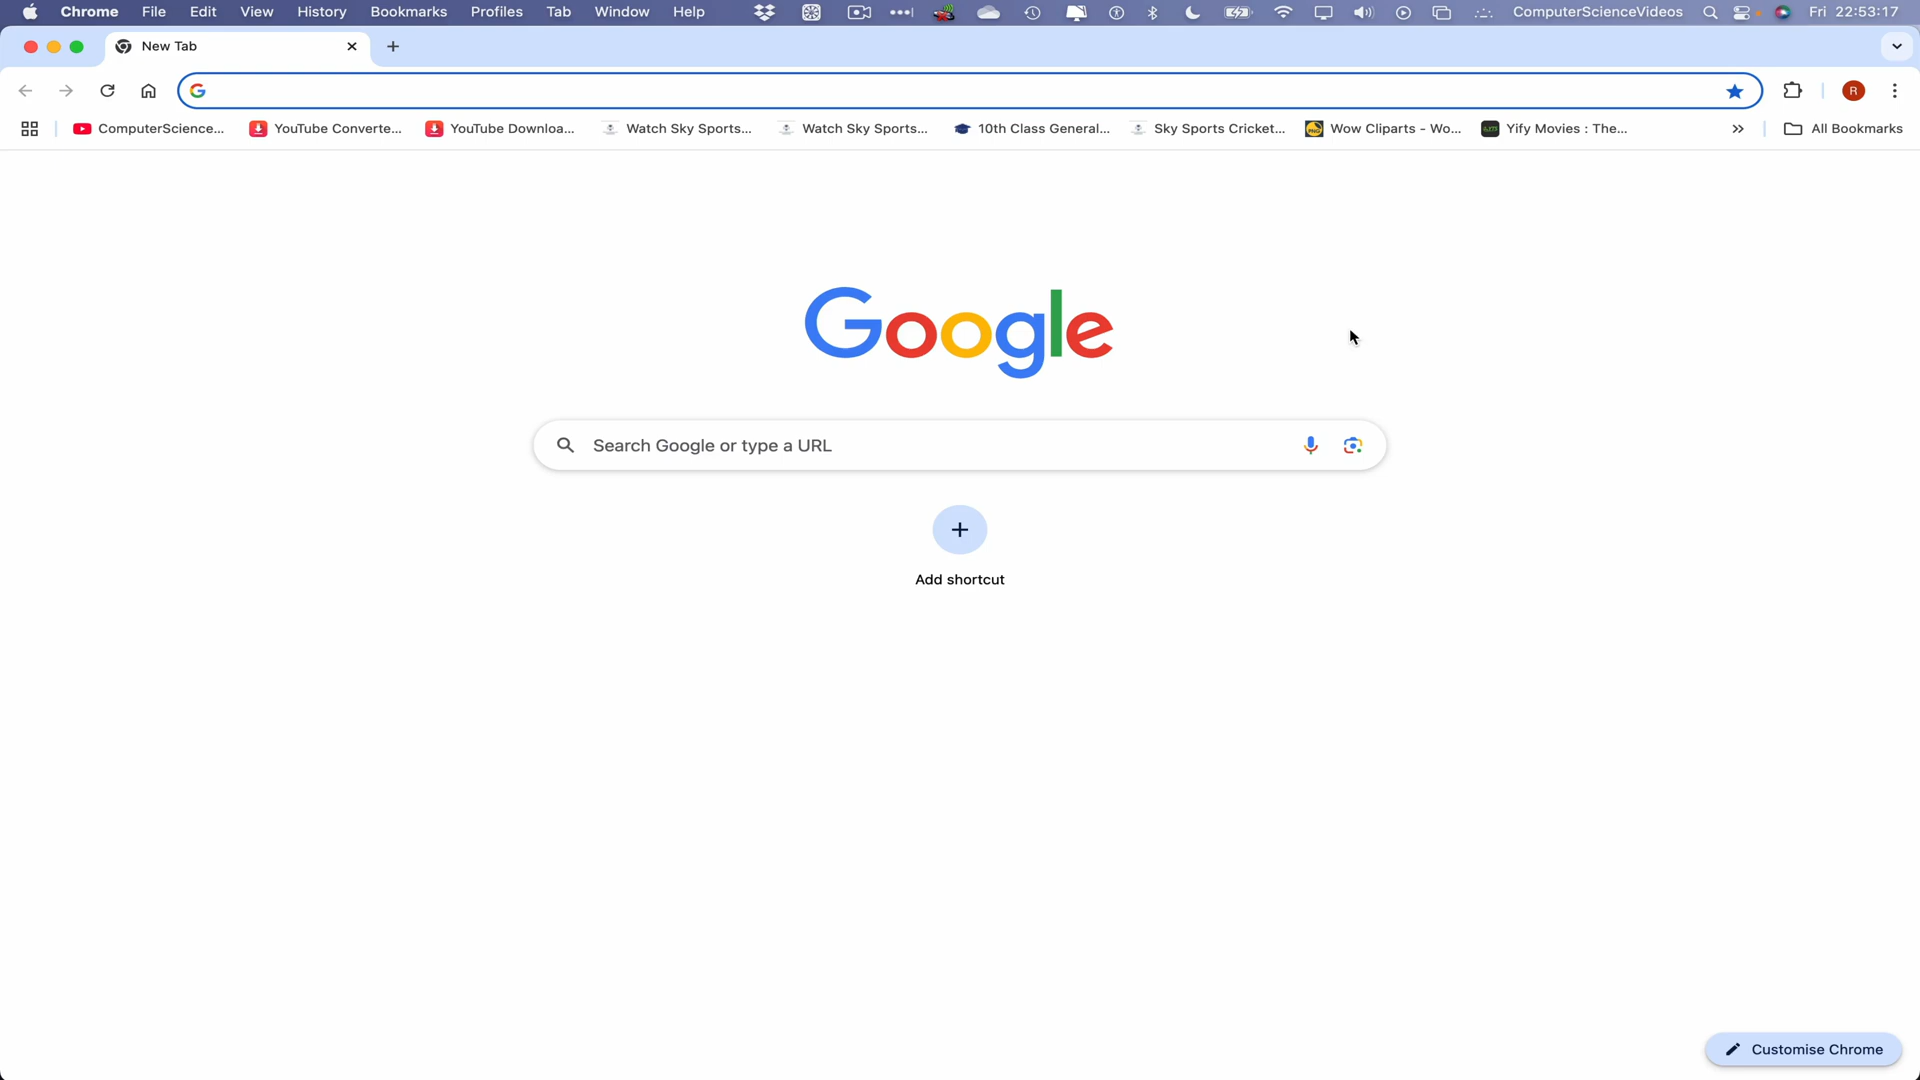 Chrome File Edit View History Bookmarks Profiles Tab Window Help ComputerScienceVideos Fri 22:53:17
New Tab
R
ComputerScience... YouTube Converte... YouTube Downloa... Watch Sky Sports... Watch Sky Sports... 10th Class General... Sky Sports Cricket... Wow Cliparts - Wo... Yify Movies : The... All Bookmarks
Google
Search Google or type a URL
Add shortcut
Customise Chrome